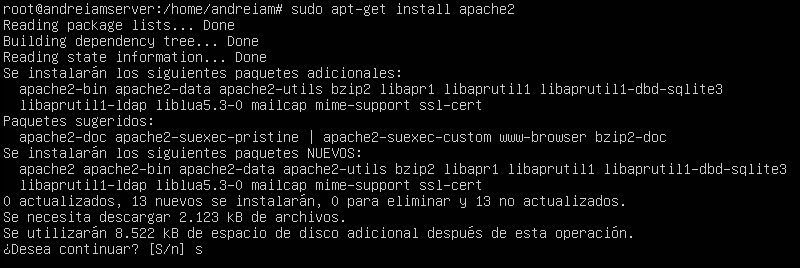 root@andreiamserver:/home/andreiam# sudo apt-get install apache2
Reading package lists... Done
Building dependency tree... Done
Reading state information... Done
Se instalarán los siguientes paquetes adicionales:
  apache2-bin apache2-data apache2-utils bzip2 libapr1 libaprutil1 libaprutil1-dbd-sqlite3
  libaprutil1-ldap liblua5.3-0 mailcap mime-support ssl-cert
Paquetes sugeridos:
  apache2-doc apache2-suexec-pristine | apache2-suexec-custom www-browser bzip2-doc
Se instalarán los siguientes paquetes NUEVOS:
  apache2 apache2-bin apache2-data apache2-utils bzip2 libapr1 libaprutil1 libaprutil1-dbd-sqlite3
  libaprutil1-ldap liblua5.3-0 mailcap mime-support ssl-cert
0 actualizados, 13 nuevos se instalarán, 0 para eliminar y 13 no actualizados.
Se necesita descargar 2.123 kB de archivos.
Se utilizarán 8.522 kB de espacio de disco adicional después de esta operación.
¿Desea continuar? [S/n] s